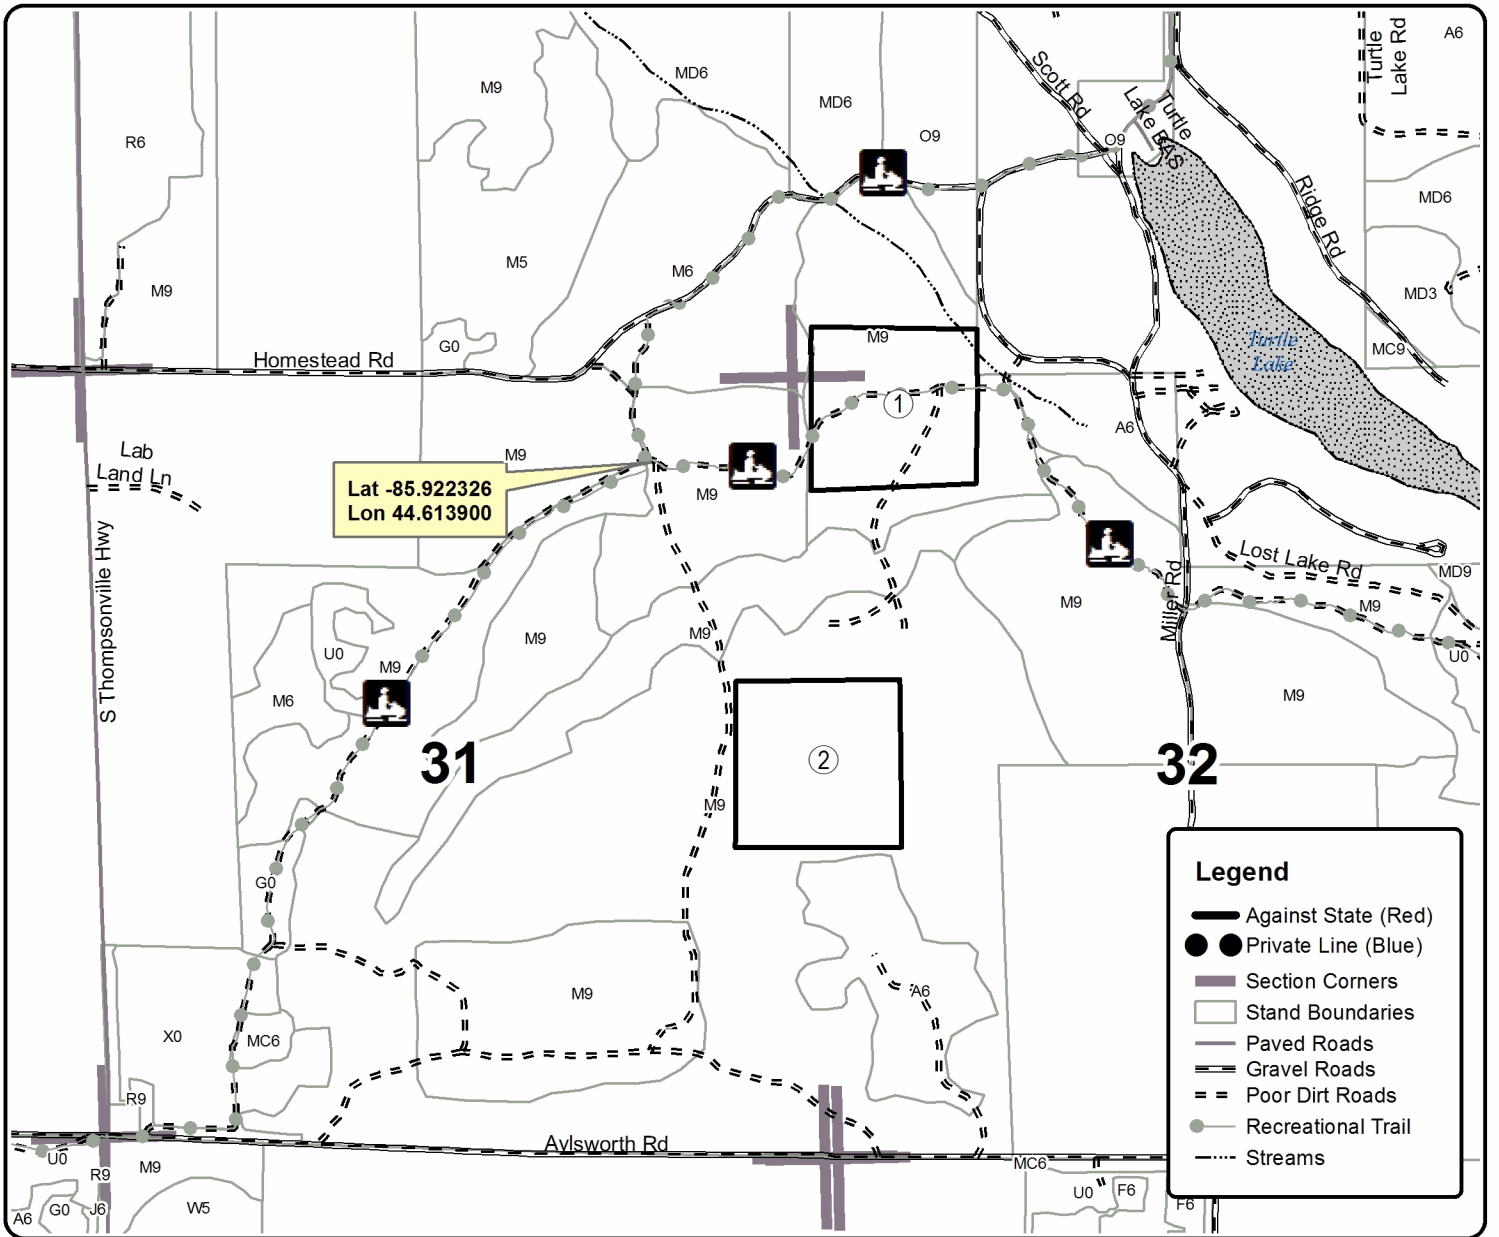 A6
Turtle
Lake Rd
M9
MD6
MD6
Scott Rd
Turtle
Lake BAS
R6
O9
O9
MD6
Ridge Rd
M5
M6
M9
MD3
M9
G0
Homestead Rd
Turtle
Lake
MC9
1
A6
Lab
Land Ln
M9
Lat -85.922326
Lon 44.613900
M9
S Thompsonville Hwy
Lost Lake Rd
MD9
M9
M9
Miller Rd
M9
M9
U0
U0
M9
M6
M9
31
2
32
M9
G0
M9
A6
X0
MC6
R9
Aylsworth Rd
U0
R9
M9
MC6
A6
G0
J6
W5
U0
F6
F6
Legend
Against State (Red)
Private Line (Blue)
Section Corners
Stand Boundaries
Paved Roads
Gravel Roads
Poor Dirt Roads
Recreational Trail
Streams